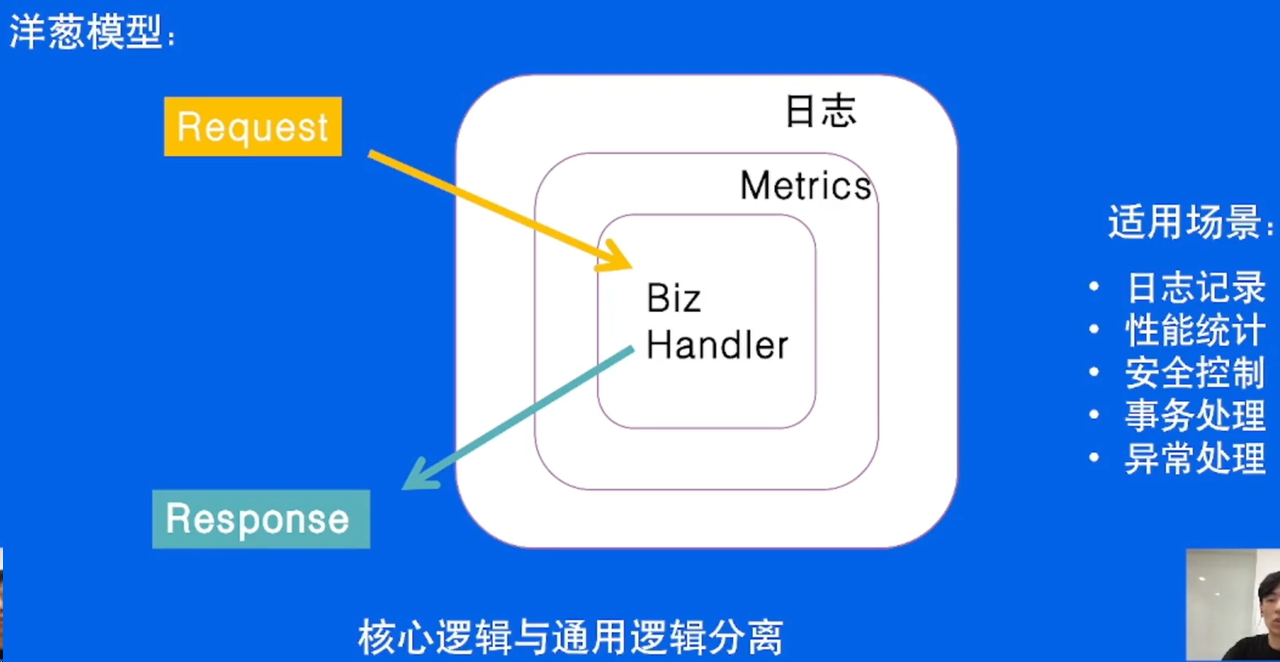 洋葱模型：
Request
日志
Metrics
Biz
Handler
Response
适用场景：
• 日志记录
• 性能统计
• 安全控制
• 事务处理
• 异常处理
核心逻辑与通用逻辑分离